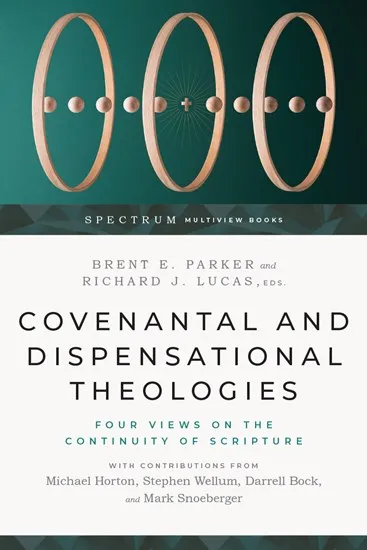 SPECTRUM MULTIVIEW BOOKS
BRENT E. PARKER and
RICHARD J. LUCAS, EDS.
COVENANTAL AND
DISPENSATIONAL
THEOLOGIES
FOUR VIEWS ON THE
CONTINUITY OF SCRIPTURE
WITH CONTRIBUTIONS FROM
Michael Horton, Stephen Wellum, Darrell Bock,
and Mark Snoeberger